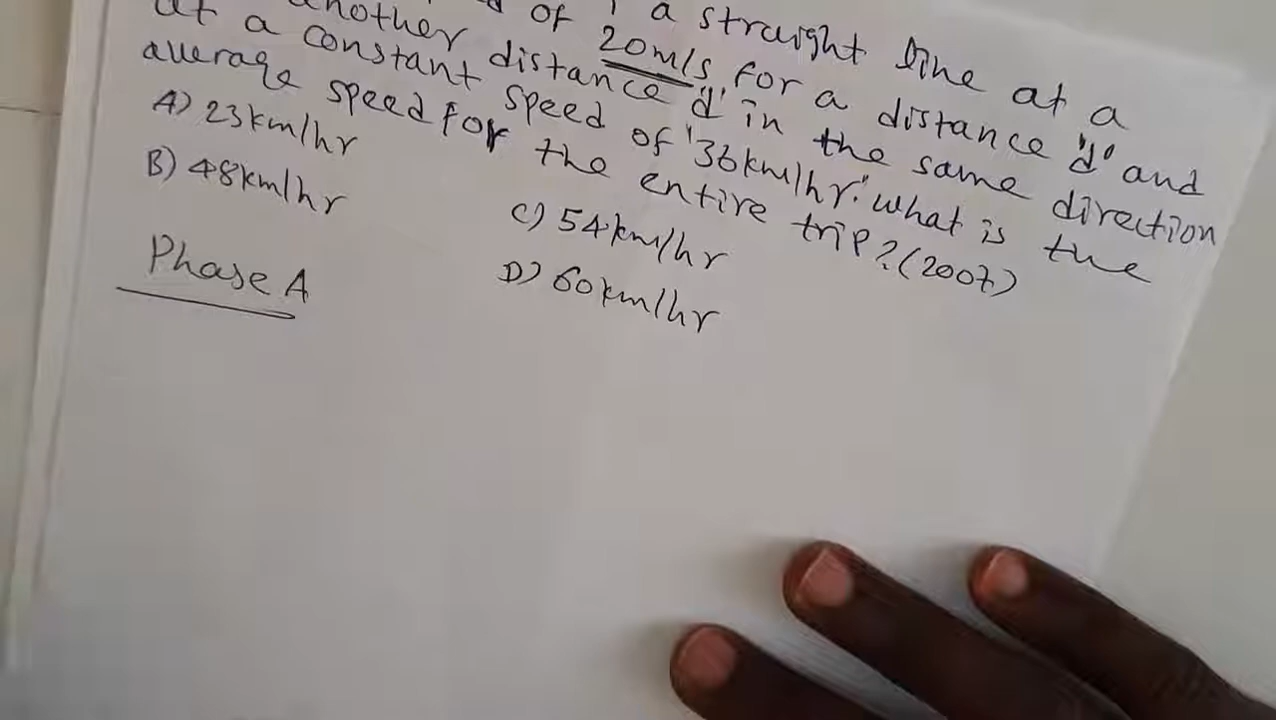 of a straight line at a
another distance of 20m/s for a distance 'd' and
at a constant speed 'd' in the same direction
average speed for of '36km/hr.' what is the
the entire trip? (2007)
A) 23km/hr
B) 48km/hr
C) 54km/hr
D) 60km/hr
Phase A